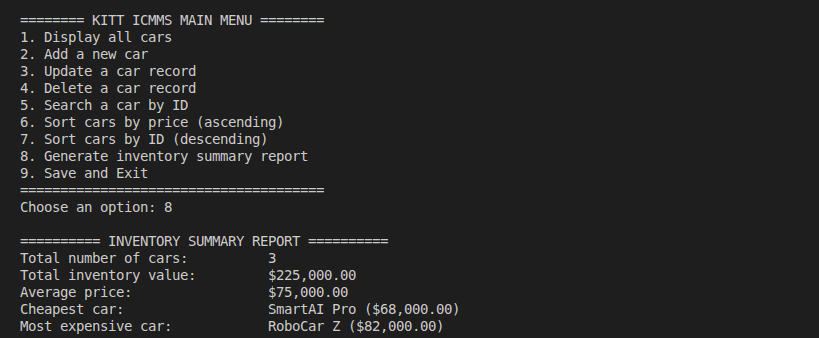 ======== KITT ICMMS MAIN MENU ========
1. Display all cars
2. Add a new car
3. Update a car record
4. Delete a car record
5. Search a car by ID
6. Sort cars by price (ascending)
7. Sort cars by ID (descending)
8. Generate inventory summary report
9. Save and Exit
======================================
Choose an option: 8

========== INVENTORY SUMMARY REPORT ==========
Total number of cars:          3
Total inventory value:         $225,000.00
Average price:                 $75,000.00
Cheapest car:                  SmartAI Pro ($68,000.00)
Most expensive car:            RoboCar Z ($82,000.00)